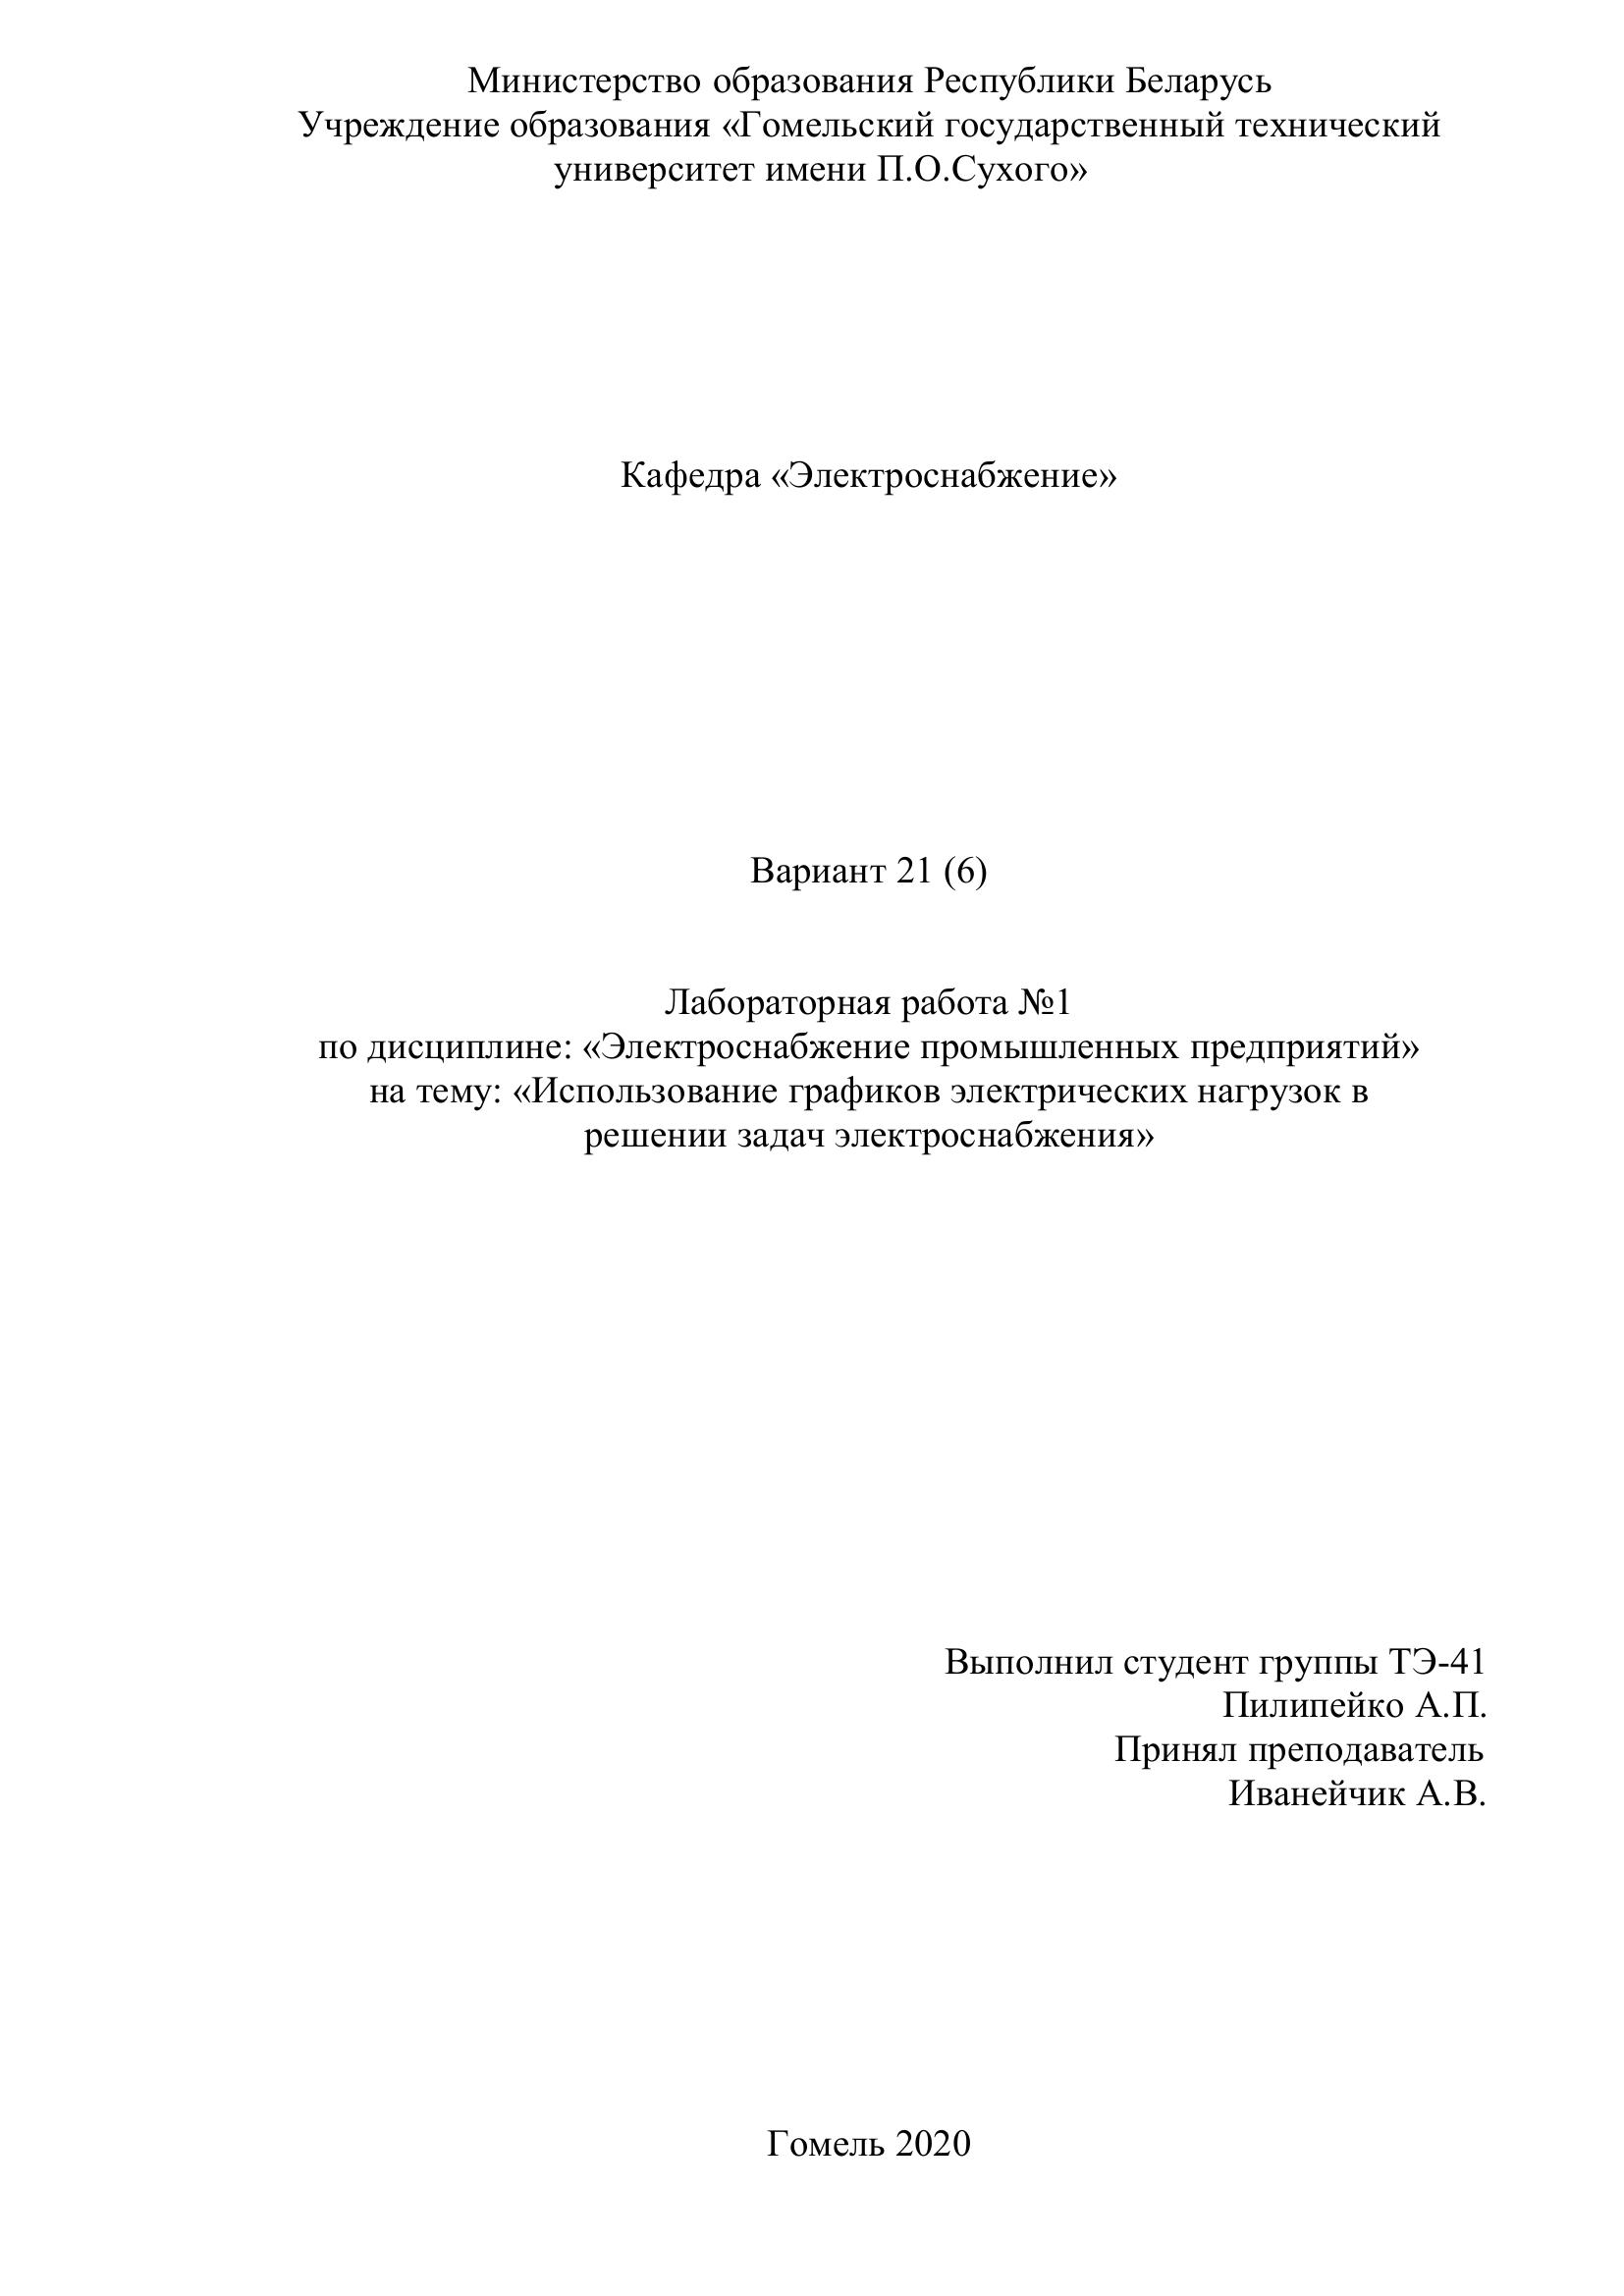 Министерство образования Республики Беларусь
Учреждение образования «Гомельский государственный технический
университет имени П.О.Сухого»
Кафедра «Электроснабжение»
Вариант 21 (6)
Лабораторная работа №1
по дисциплине: «Электроснабжение промышленных предприятий»
на тему: «Использование графиков электрических нагрузок в
решении задач электроснабжения»
Выполнил студент группы ТЭ-41
Пилипейко А.П.
Принял преподаватель
Иванейчик А.В.
Гомель 2020